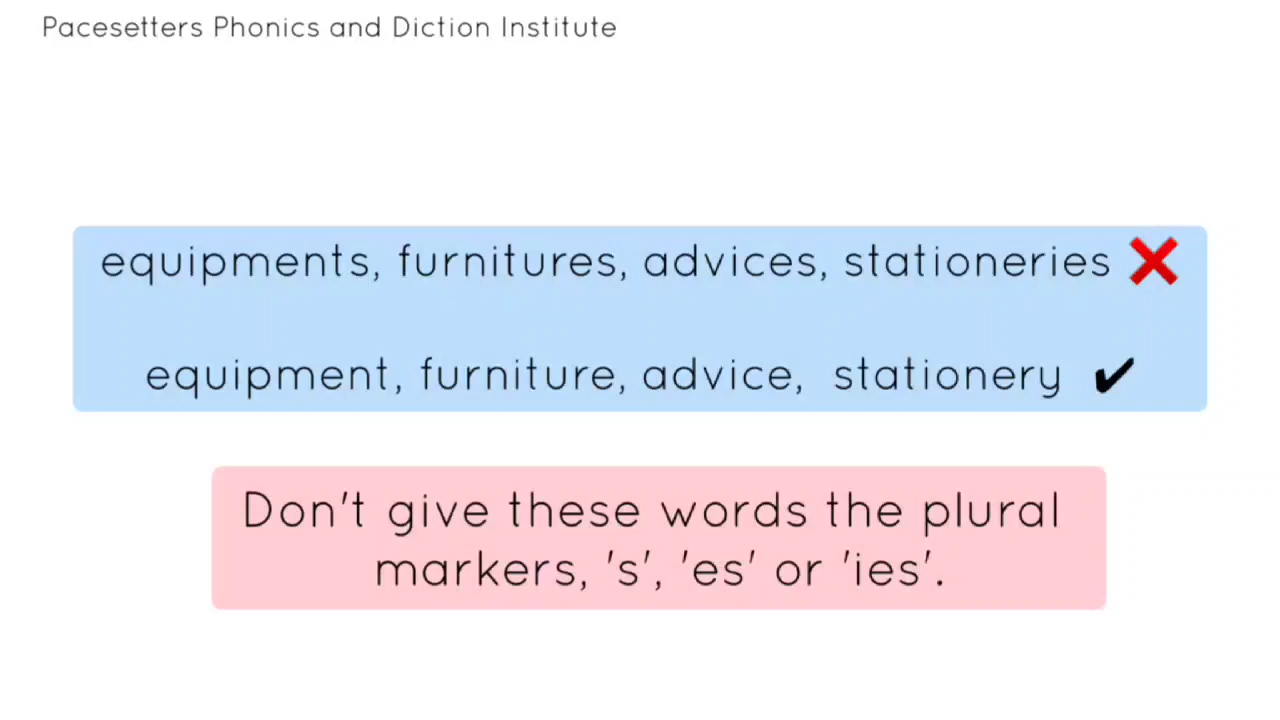 Pacesetters Phonics and Diction Institute
equipments, furnitures, advices, stationeries ❌
equipment, furniture, advice, stationery ✔
Don't give these words the plural
markers, 's', 'es' or 'ies'.